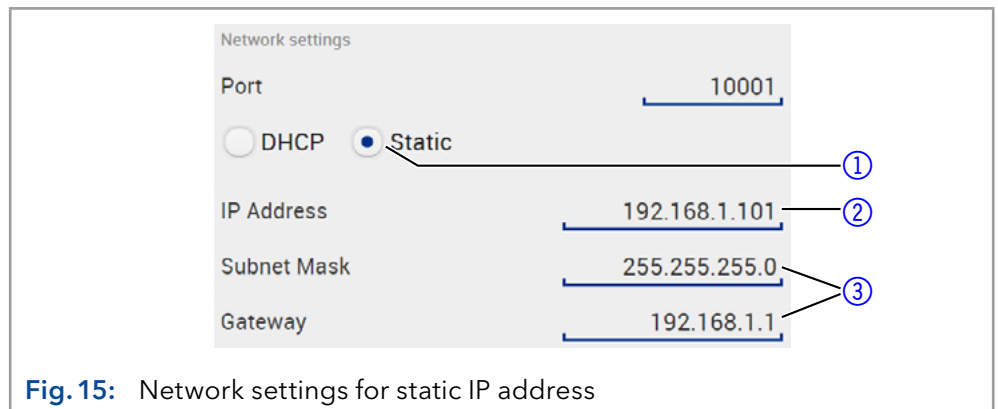 Network settings
Port 10001
DHCP Static
①
IP Address 192.168.1.101 ②
Subnet Mask 255.255.255.0
③
Gateway 192.168.1.1
Fig. 15: Network settings for static IP address